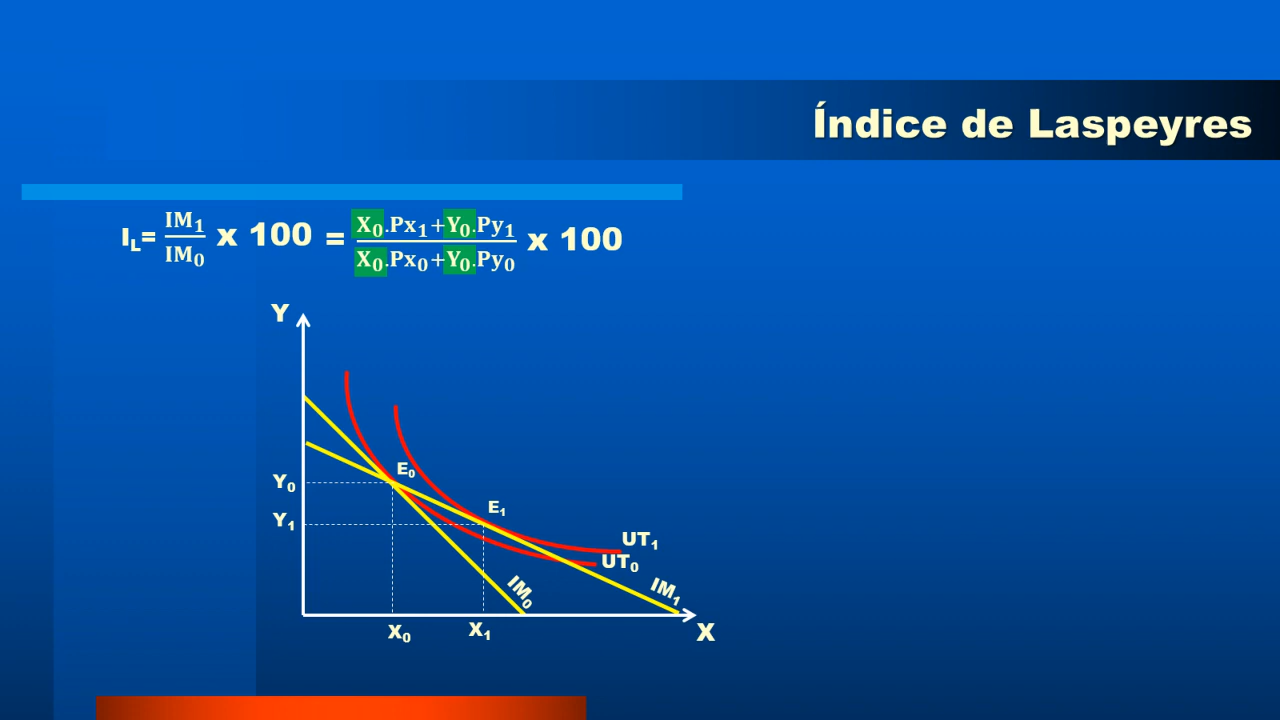 Índice de Laspeyres
I_L= IM₁/IM₀ x 100 = X₀.Px₁+Y₀.Py₁/X₀.Px₀+Y₀.Py₀ x 100
Y
E₀
Y₀
E₁
Y₁
UT₁
UT₀
IM₀
IM₁
X₀
X₁
X